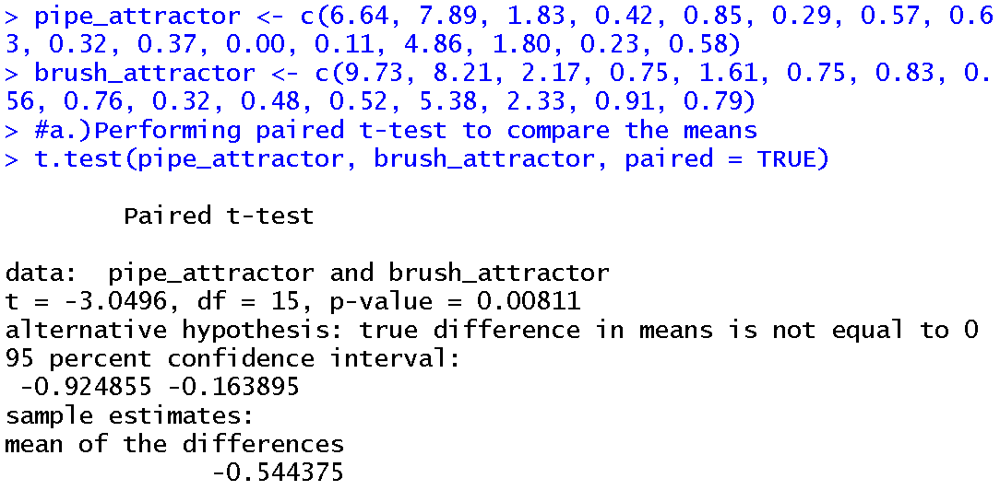 > pipe_attractor <- c(6.64, 7.89, 1.83, 0.42, 0.85, 0.29, 0.57, 0.6
3, 0.32, 0.37, 0.00, 0.11, 4.86, 1.80, 0.23, 0.58)
> brush_attractor <- c(9.73, 8.21, 2.17, 0.75, 1.61, 0.75, 0.83, 0.
56, 0.76, 0.32, 0.48, 0.52, 5.38, 2.33, 0.91, 0.79)
> #a.)Performing paired t-test to compare the means
> t.test(pipe_attractor, brush_attractor, paired = TRUE)
Paired t-test
data:  pipe_attractor and brush_attractor
t = -3.0496, df = 15, p-value = 0.00811
alternative hypothesis: true difference in means is not equal to 0
95 percent confidence interval:
-0.924855 -0.163895
sample estimates:
mean of the differences
-0.544375